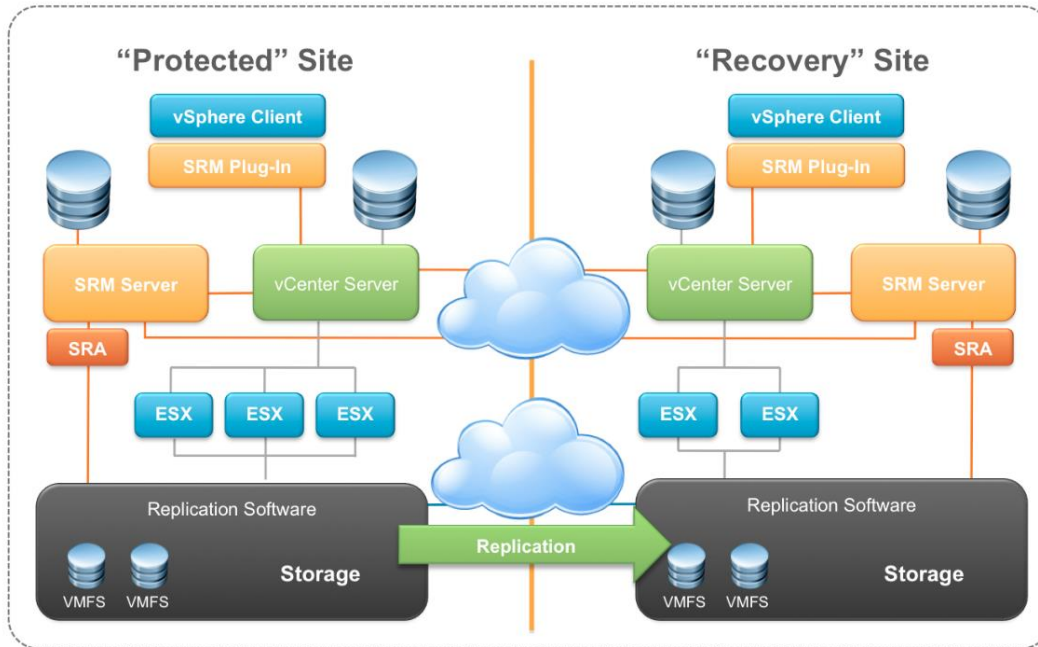 “Protected” Site
vSphere Client
SRM Plug-In
SRM Server
vCenter Server
SRA
ESX
ESX
ESX
Replication Software
Storage
VMFS
VMFS
Replication
“Recovery” Site
vSphere Client
SRM Plug-In
vCenter Server
SRM Server
SRA
ESX
ESX
Replication Software
Storage
VMFS
VMFS